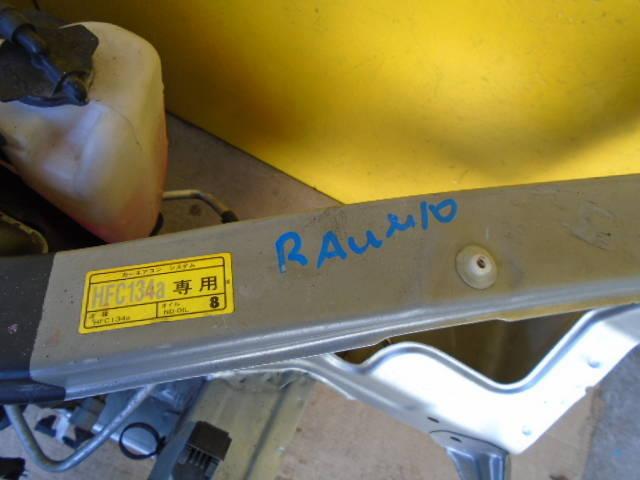 RAUM10
カーエアコン システム
HFC134a 専用
冷媒 オイル 8
HFC134a ND-OIL